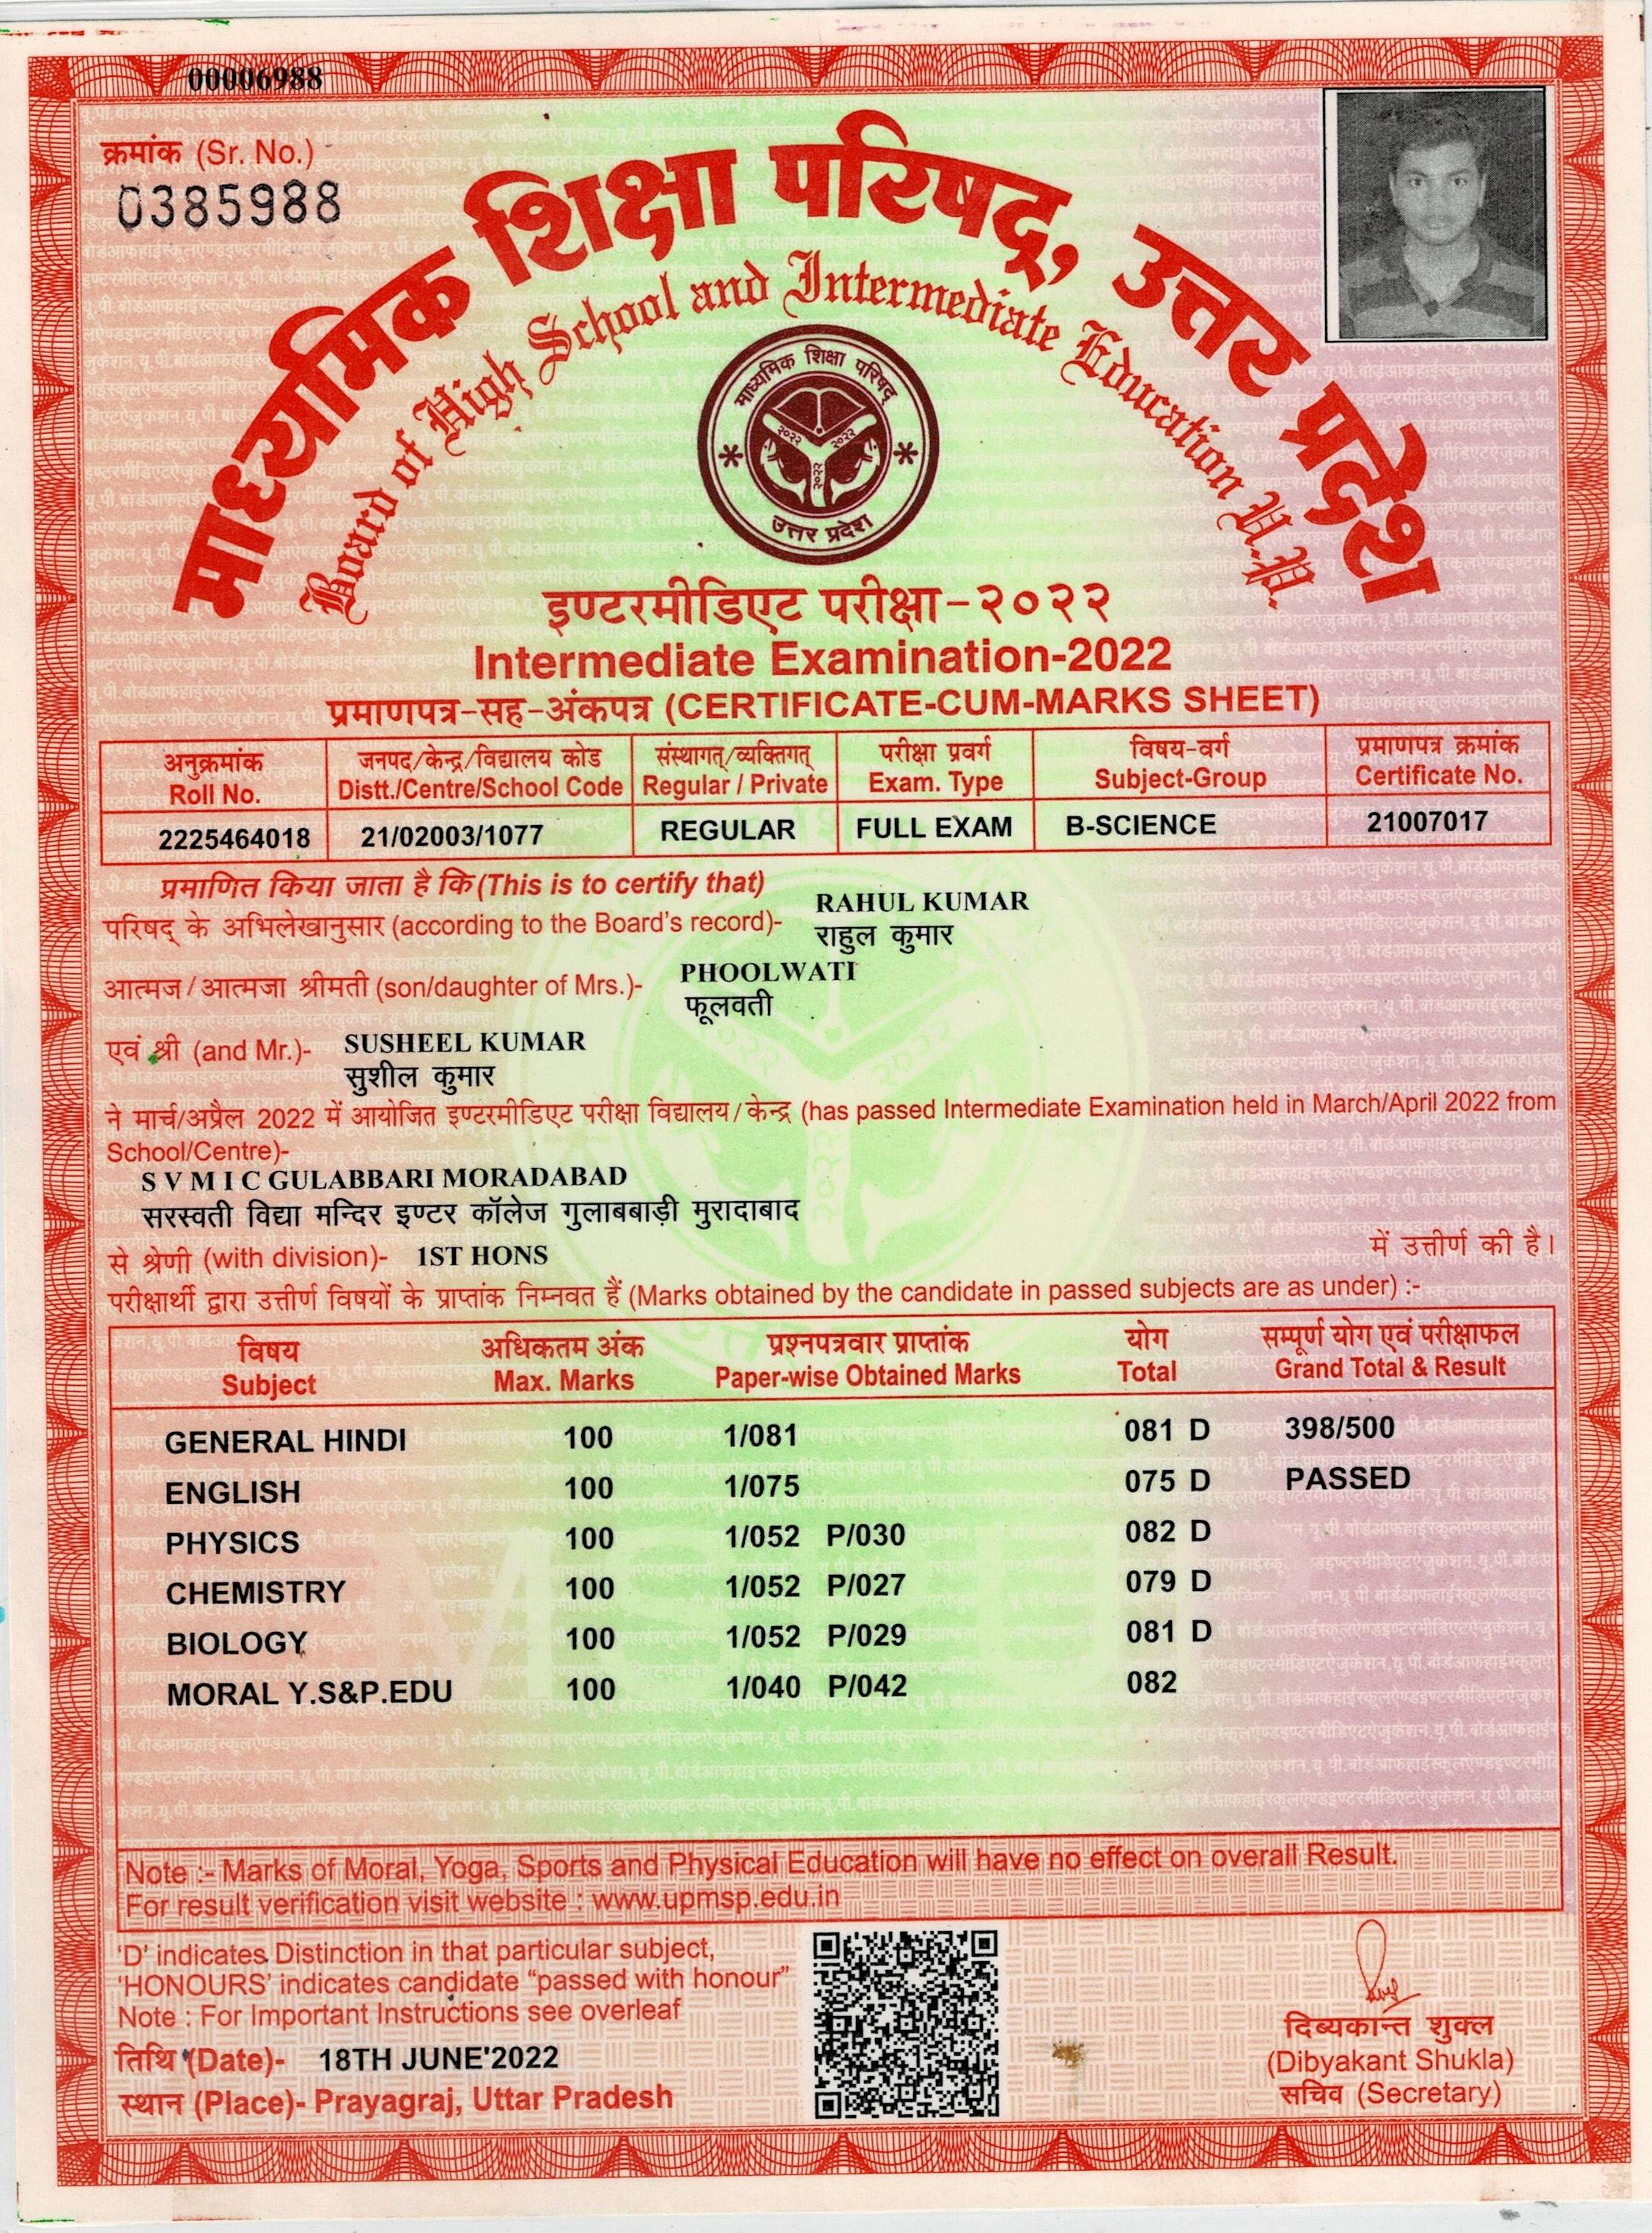 00006988
क्रमांक (Sr. No.)
0385988
माध्यमिक शिक्षा परिषद्, उत्तर प्रदेश
Board of High School and Intermediate Education U.P.
माध्यमिक शिक्षा परिषद्
२०२२ २०२२
२०२२
उत्तर प्रदेश
इण्टरमीडिएट परीक्षा-२०२२
Intermediate Examination-2022
प्रमाणपत्र-सह-अंकपत्र (CERTIFICATE-CUM-MARKS SHEET)
अनुक्रमांक जनपद/केन्द्र/विद्यालय कोड संस्थागत्/व्यक्तिगत् परीक्षा प्रवर्ग विषय-वर्ग प्रमाणपत्र क्रमांक
Roll No. Distt./Centre/School Code Regular / Private Exam. Type Subject-Group Certificate No.
2225464018 21/02003/1077 REGULAR FULL EXAM B-SCIENCE 21007017
प्रमाणित किया जाता है कि (This is to certify that)
RAHUL KUMAR
परिषद् के अभिलेखानुसार (according to the Board's record)- राहुल कुमार
PHOOLWATI
आत्मज/आत्मजा श्रीमती (son/daughter of Mrs.)- फूलवती
एवं श्री (and Mr.)- SUSHEEL KUMAR
सुशील कुमार
ने मार्च/अप्रैल 2022 में आयोजित इण्टरमीडिएट परीक्षा विद्यालय/केन्द्र (has passed Intermediate Examination held in March/April 2022 from
School/Centre)-
S V M I C GULABBARI MORADABAD
सरस्वती विद्या मन्दिर इण्टर कॉलेज गुलाबबाड़ी मुरादाबाद
से श्रेणी (with division)- 1ST HONS में उत्तीर्ण की है।
परीक्षार्थी द्वारा उत्तीर्ण विषयों के प्राप्तांक निम्नवत हैं (Marks obtained by the candidate in passed subjects are as under) :-
विषय अधिकतम अंक प्रश्नपत्रवार प्राप्तांक योग सम्पूर्ण योग एवं परीक्षाफल
Subject Max. Marks Paper-wise Obtained Marks Total Grand Total & Result
GENERAL HINDI 100 1/081 081 D 398/500
ENGLISH 100 1/075 075 D PASSED
PHYSICS 100 1/052 P/030 082 D
CHEMISTRY 100 1/052 P/027 079 D
BIOLOGY 100 1/052 P/029 081 D
MORAL Y.S&P.EDU 100 1/040 P/042 082
Note :- Marks of Moral, Yoga, Sports and Physical Education will have no effect on overall Result.
For result verification visit website : www.upmsp.edu.in
'D' indicates Distinction in that particular subject,
'HONOURS' indicates candidate "passed with honour"
Note : For Important Instructions see overleaf
तिथि (Date)- 18TH JUNE'2022
स्थान (Place)- Prayagraj, Uttar Pradesh
दिब्यकान्त शुक्ल
(Dibyakant Shukla)
सचिव (Secretary)